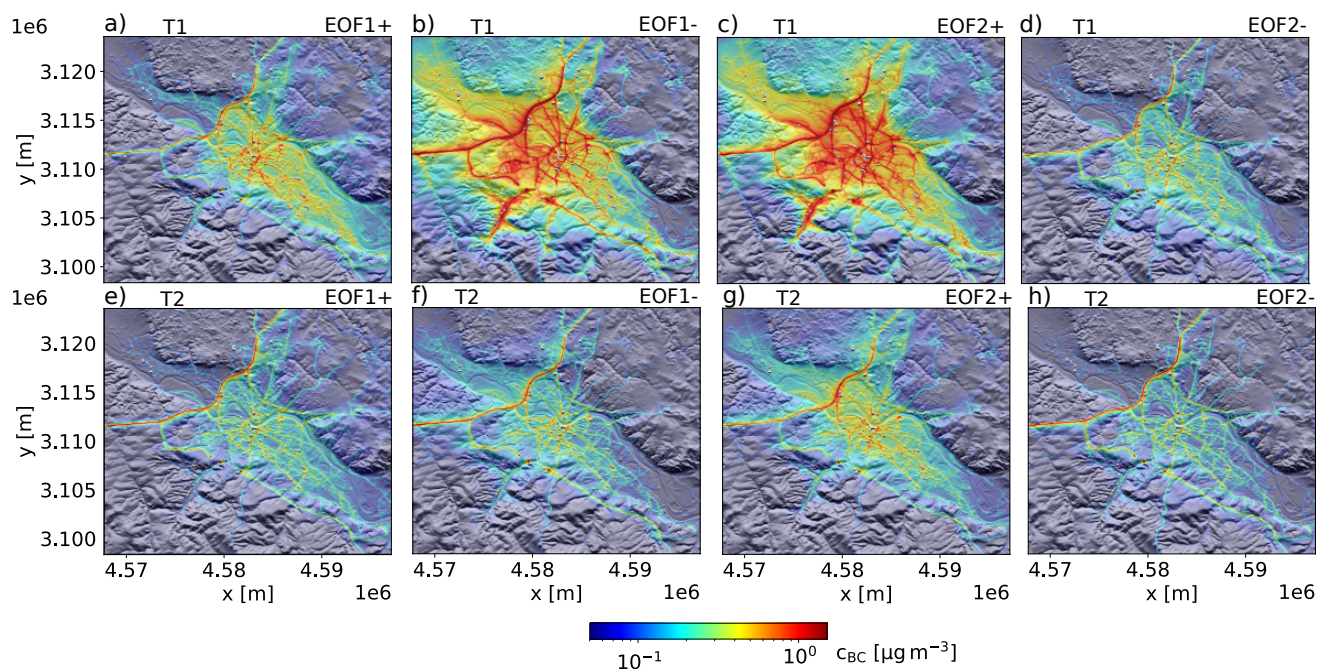 1e6
a) T1 EOF1+
b) T1 EOF1-
c) T1 EOF2+
d) T1 EOF2-
3.120
3.115
y [m]
3.110
3.105
3.100
1e6
e) T2 EOF1+
f) T2 EOF1-
g) T2 EOF2+
h) T2 EOF2-
3.120
3.115
y [m]
3.110
3.105
3.100
4.57 4.58 4.59
4.57 4.58 4.59
4.57 4.58 4.59
4.57 4.58 4.59
x [m] 1e6
x [m] 1e6
x [m] 1e6
x [m] 1e6
10⁻¹ 10⁰ c_BC [µg m⁻³]